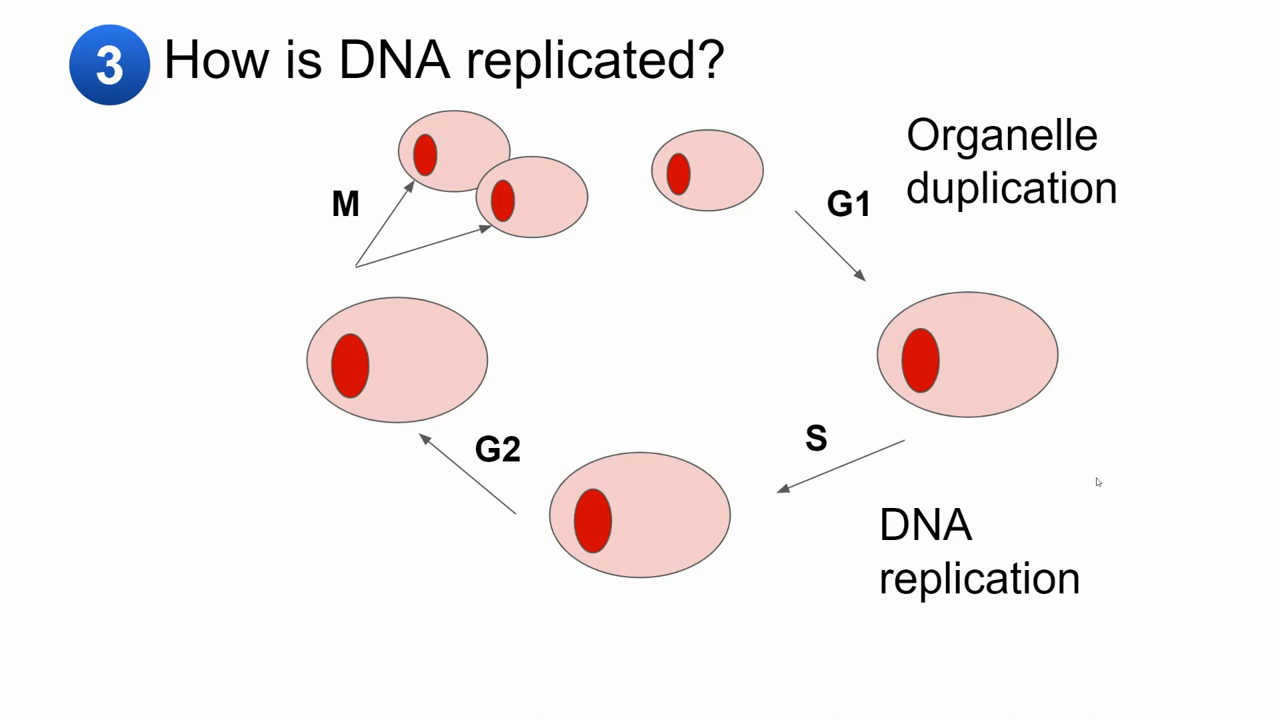 3 How is DNA replicated?
Organelle
duplication
M
G1
S
G2
DNA
replication